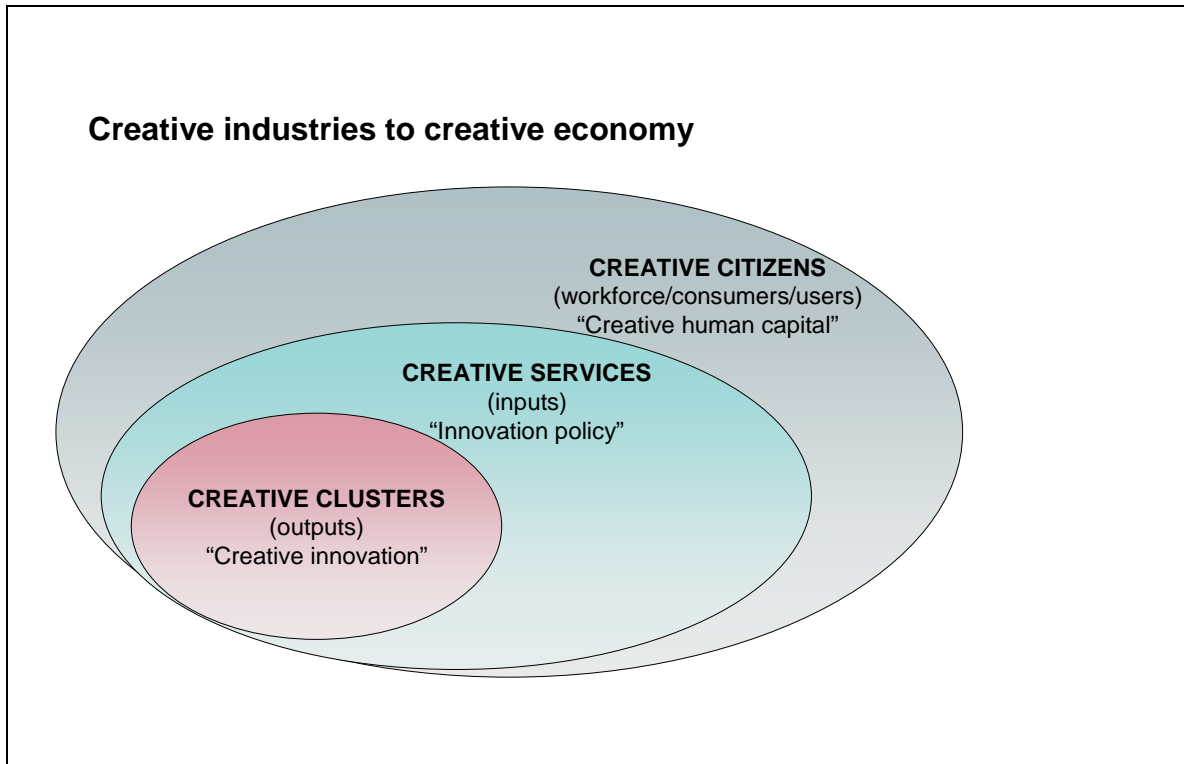 Creative industries to creative economy
CREATIVE CITIZENS
(workforce/consumers/users)
“Creative human capital”
CREATIVE SERVICES
(inputs)
“Innovation policy”
CREATIVE CLUSTERS
(outputs)
“Creative innovation”